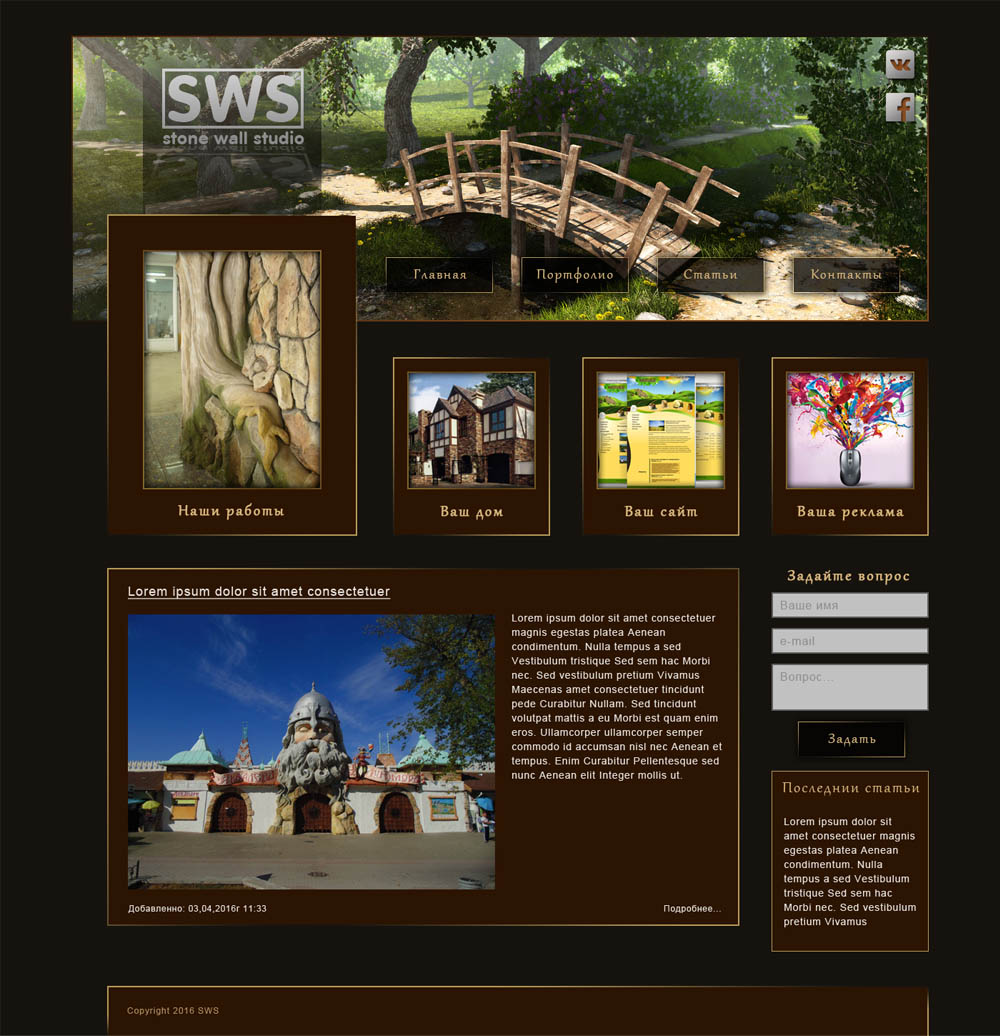 SWS
stone wall studio
Главная
Портфолио
Статьи
Контакты
Наши работы
Ваш дом
Ваш сайт
Ваша реклама
Lorem ipsum dolor sit amet consectetuer
Lorem ipsum dolor sit amet consectetuer
magnis egestas platea Aenean
condimentum. Nulla tempus a sed
Vestibulum tristique Sed sem hac Morbi
nec. Sed vestibulum pretium Vivamus
Maecenas amet consectetuer tincidunt
pede Curabitur Nullam. Sed tincidunt
volutpat mattis a eu Morbi est quam enim
eros. Ullamcorper ullamcorper semper
commodo id accumsan nisl nec Aenean et
tempus. Enim Curabitur Pellentesque sed
nunc Aenean elit Integer mollis ut.
Добавленно: 03,04,2016г 11:33
Подробнее...
Задайте вопрос
Ваше имя
e-mail
Вопрос...
Задать
Последнии статьи
Lorem ipsum dolor sit
amet consectetuer magnis
egestas platea Aenean
condimentum. Nulla
tempus a sed Vestibulum
tristique Sed sem hac
Morbi nec. Sed vestibulum
pretium Vivamus
Copyright 2016 SWS